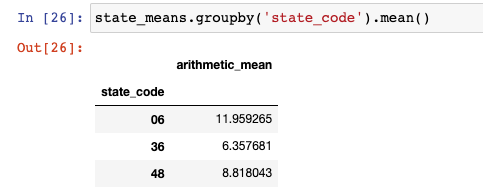 In [26]: state_means.groupby('state_code').mean()
Out[26]:
arithmetic_mean
state_code
06 11.959265
36 6.357681
48 8.818043